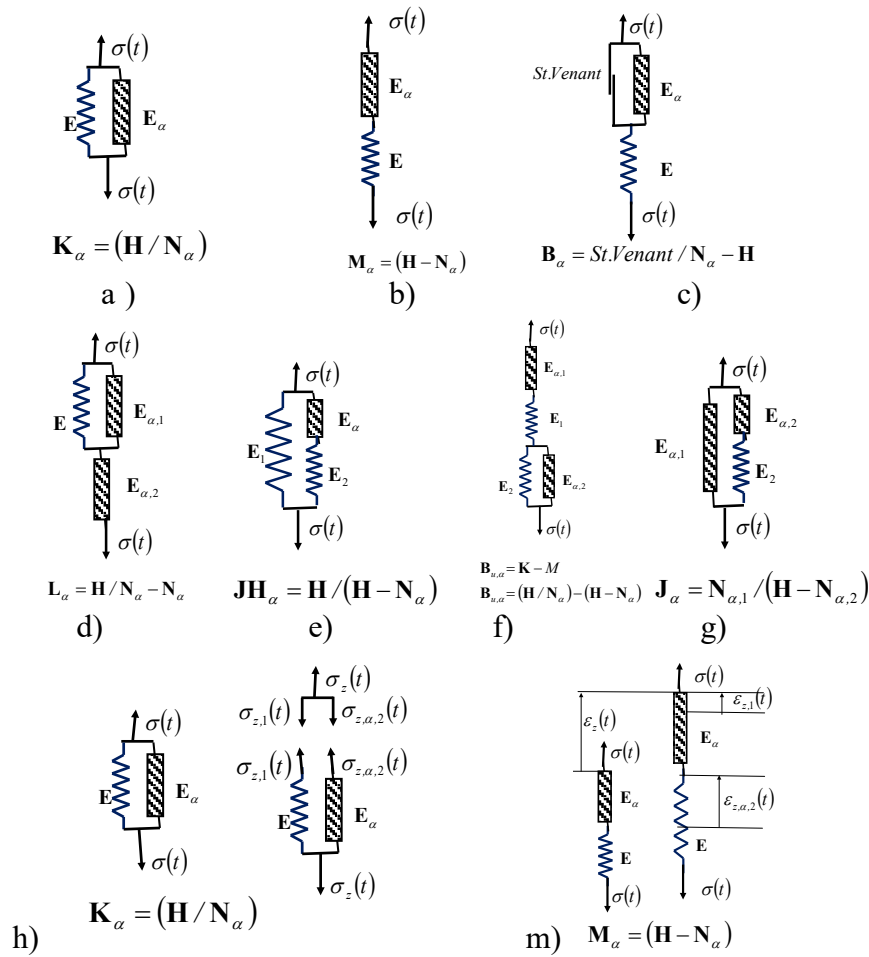 σ(t)
E
E_α
σ(t)
K_α = (H / N_α)
a )
σ(t)
E_α
E
σ(t)
M_α = (H − N_α)
b)
σ(t)
St.Venant
E_α
E
σ(t)
B_α = St.Venant / N_α − H
c)
σ(t)
E
E_α,1
E_α,2
σ(t)
L_α = H / N_α − N_α
d)
σ(t)
E_1
E_α
E_2
σ(t)
JH_α = H /(H − N_α)
e)
σ(t)
E_α,1
E_1
E_2
E_α,2
σ(t)
B_u,α = K − M
B_u,α = (H / N_α) − (H − N_α)
f)
σ(t)
E_α,1
E_α,2
E_2
σ(t)
J_α = N_α,1 /(H − N_α,2)
g)
σ(t)
E
E_α
σ(t)
K_α = (H / N_α)
σ_z(t)
σ_z,1(t)
σ_z,α,2(t)
σ_z,1(t)
σ_z,α,2(t)
E
E_α
σ_z(t)
h)
ε_z(t)
σ(t)
E_α
E
σ(t)
σ(t)
ε_z,1(t)
E_α
ε_z,α,2(t)
E
σ(t)
m)
M_α = (H − N_α)